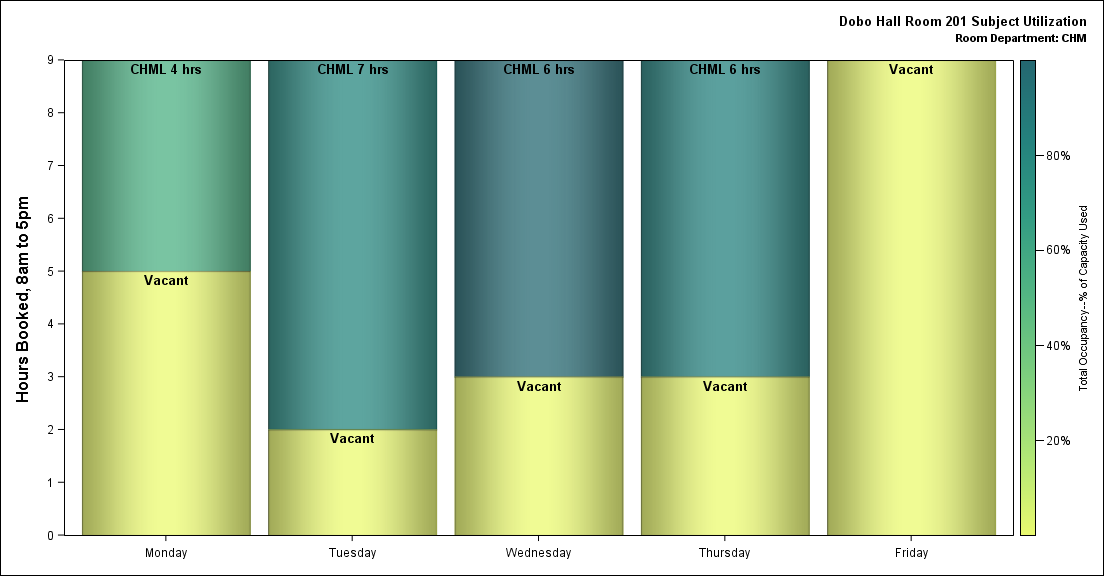 Dobo Hall Room 201 Subject Utilization
Room Department: CHM
Hours Booked, 8am to 5pm
9
8
7
6
5
4
3
2
1
0
CHML 4 hrs
Vacant
CHML 7 hrs
Vacant
CHML 6 hrs
Vacant
CHML 6 hrs
Vacant
Vacant
Monday
Tuesday
Wednesday
Thursday
Friday
80%
60%
40%
20%
Total Occupancy--% of Capacity Used